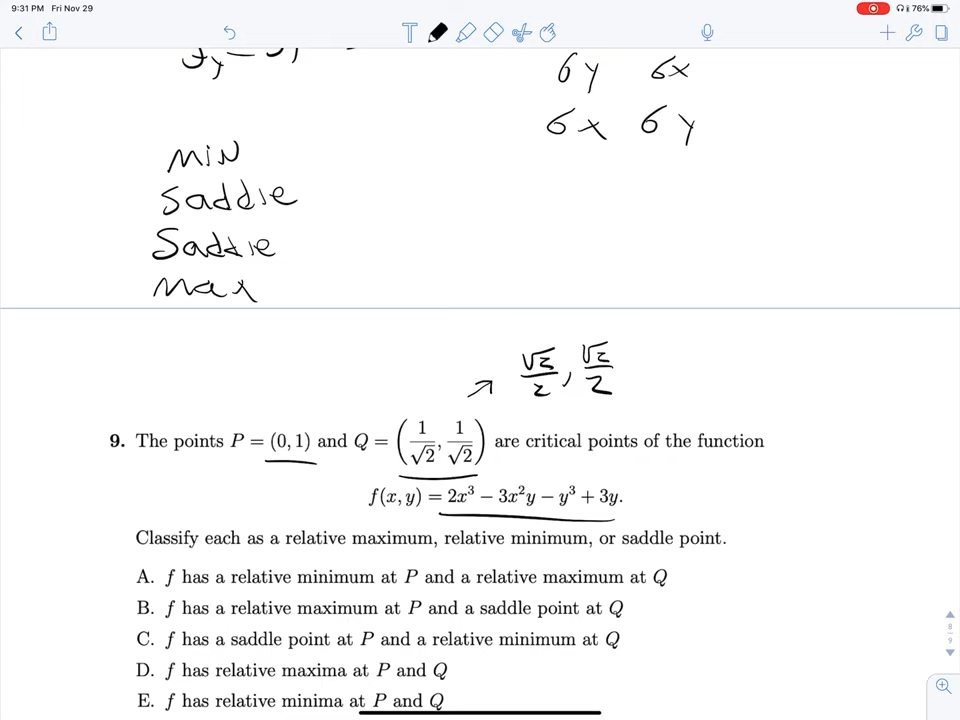 9:31 PM Fri Nov 29 76%
6y 6x
6x 6y
MIN
Saddle
Saddle
Max
√2/2, √2/2
9. The points P = (0, 1) and Q = (1/√2, 1/√2) are critical points of the function
f(x, y) = 2x³ − 3x²y − y³ + 3y.
Classify each as a relative maximum, relative minimum, or saddle point.
A. f has a relative minimum at P and a relative maximum at Q
B. f has a relative maximum at P and a saddle point at Q
C. f has a saddle point at P and a relative minimum at Q
D. f has relative maxima at P and Q
E. f has relative minima at P and Q
8
9